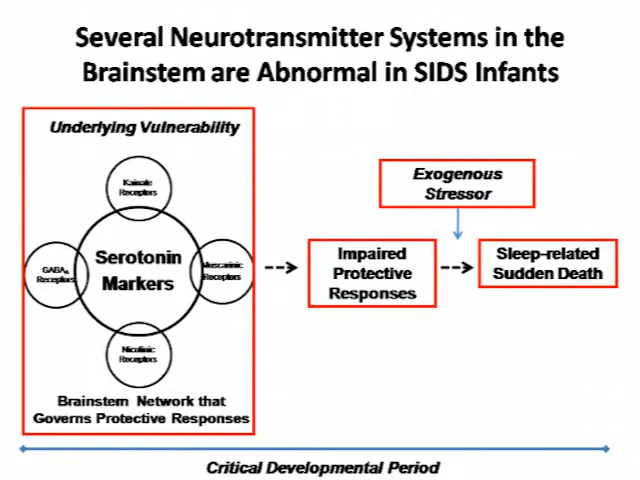 Several Neurotransmitter Systems in the
Brainstem are Abnormal in SIDS Infants
Underlying Vulnerability
Kainate
Receptors
Serotonin
Markers
GABAA
Receptors
Muscarinic
Receptors
Nicotinic
Receptors
Brainstem Network that
Governs Protective Responses
Exogenous
Stressor
Impaired
Protective
Responses
Sleep-related
Sudden Death
Critical Developmental Period